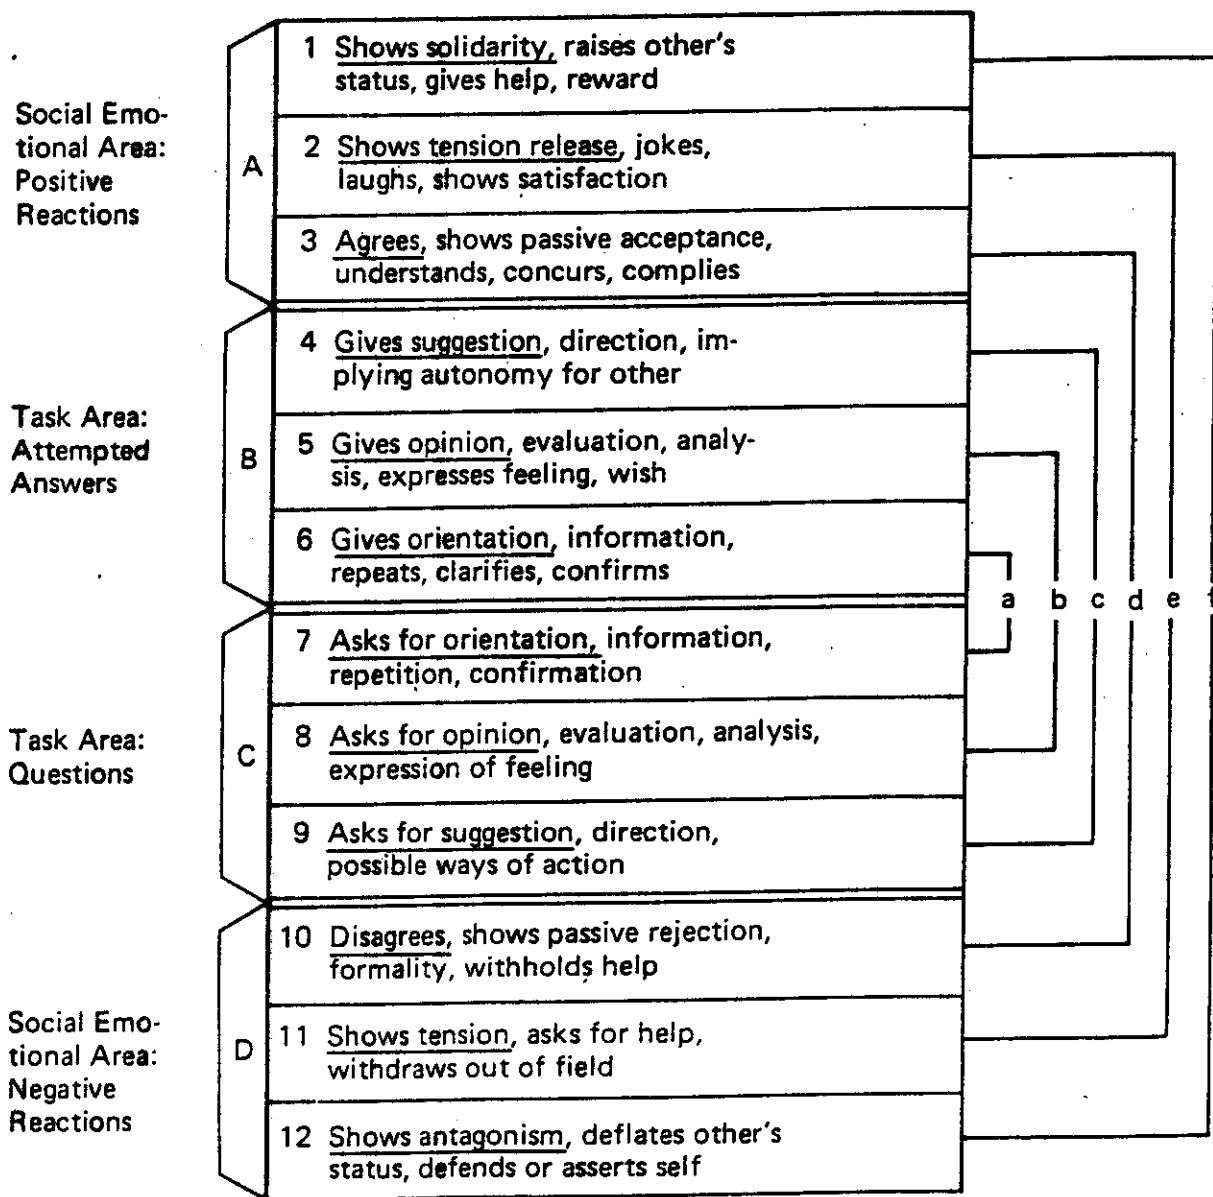 1 Shows solidarity, raises other's
status, gives help, reward
Social Emo-
tional Area:
Positive
Reactions
A
2 Shows tension release, jokes,
laughs, shows satisfaction
3 Agrees, shows passive acceptance,
understands, concurs, complies
4 Gives suggestion, direction, im-
plying autonomy for other
Task Area:
Attempted
Answers
B
5 Gives opinion, evaluation, analy-
sis, expresses feeling, wish
6 Gives orientation, information,
repeats, clarifies, confirms
a b c d e f
7 Asks for orientation, information,
repetition, confirmation
Task Area:
Questions
C
8 Asks for opinion, evaluation, analysis,
expression of feeling
9 Asks for suggestion, direction,
possible ways of action
10 Disagrees, shows passive rejection,
formality, withholds help
Social Emo-
tional Area:
Negative
Reactions
D
11 Shows tension, asks for help,
withdraws out of field
12 Shows antagonism, deflates other's
status, defends or asserts self